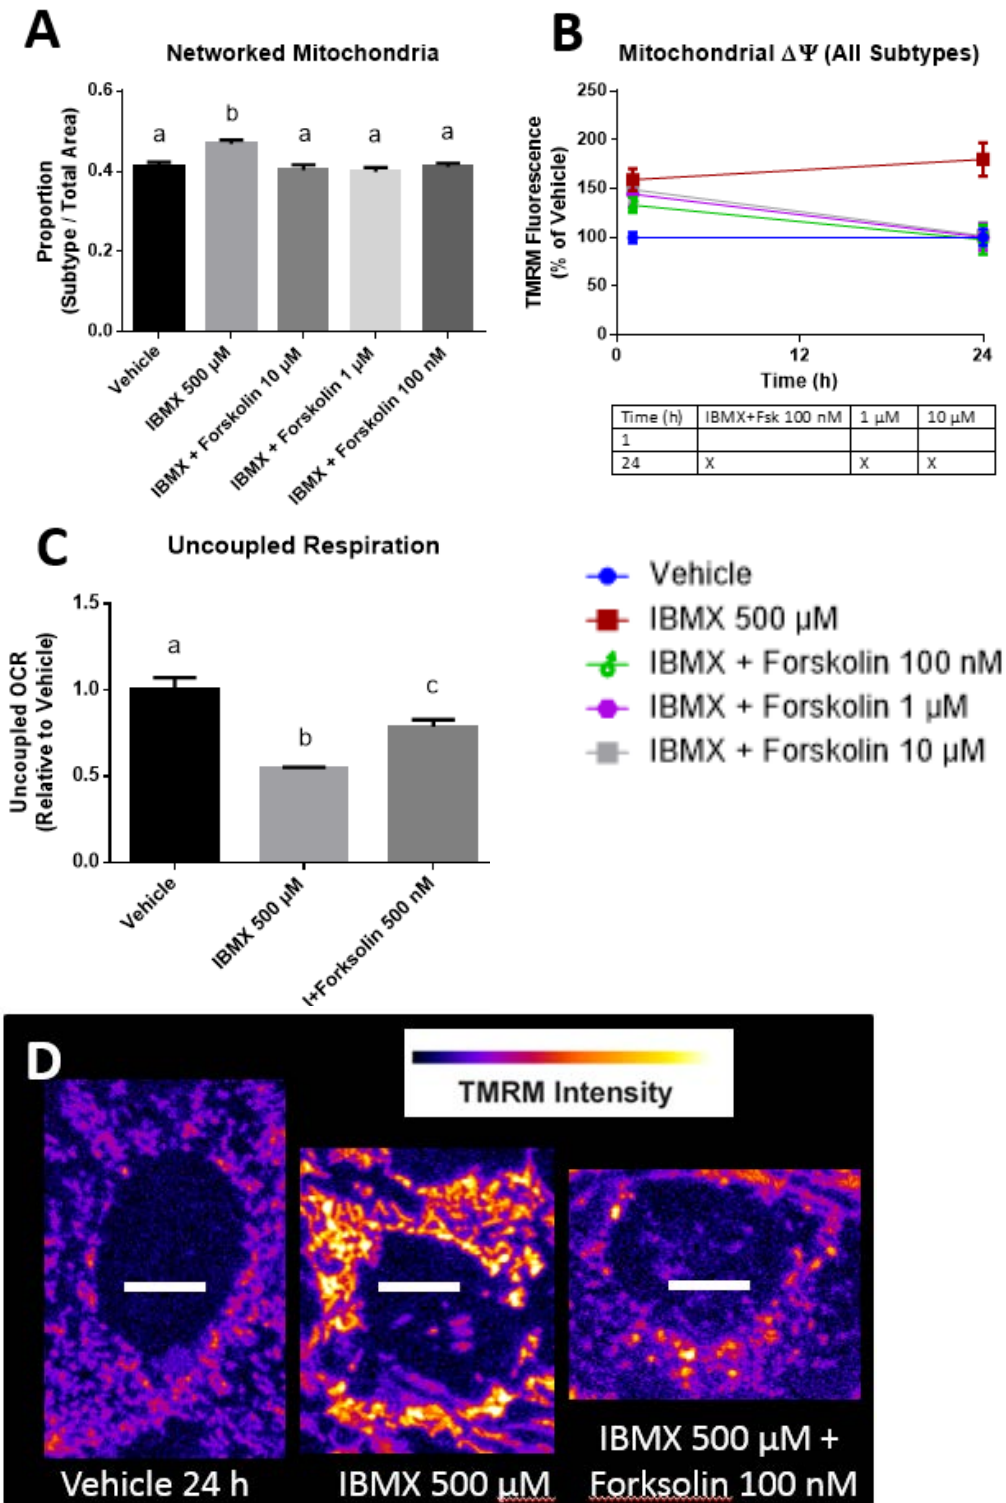 A
Networked Mitochondria
Proportion
(Subtype / Total Area)
0.6
0.4
0.2
0.0
a
b
a
a
a
Vehicle
IBMX 500 µM
IBMX + Forskolin 10 µM
IBMX + Forskolin 1 µM
IBMX + Forskolin 100 nM
B
Mitochondrial ΔΨ (All Subtypes)
TMRM Fluorescence
(% of Vehicle)
250
200
150
100
50
0
0
12
24
Time (h)
Time (h) IBMX+Fsk 100 nM 1 µM 10 µM
1
24 X X X
C
Uncoupled Respiration
Uncoupled OCR
(Relative to Vehicle)
1.5
1.0
0.5
0.0
a
b
c
Vehicle
IBMX 500 µM
I+Forksolin 500 nM
Vehicle
IBMX 500 µM
IBMX + Forskolin 100 nM
IBMX + Forskolin 1 µM
IBMX + Forskolin 10 µM
D
TMRM Intensity
Vehicle 24 h
IBMX 500 µM
IBMX 500 µM +
Forksolin 100 nM